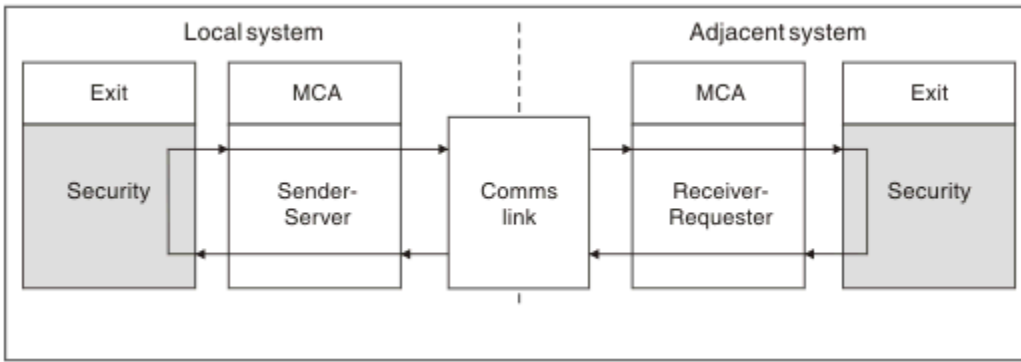 Local system
Adjacent system
Exit
MCA
MCA
Exit
Security
Sender-
Server
Comms
link
Receiver-
Requester
Security